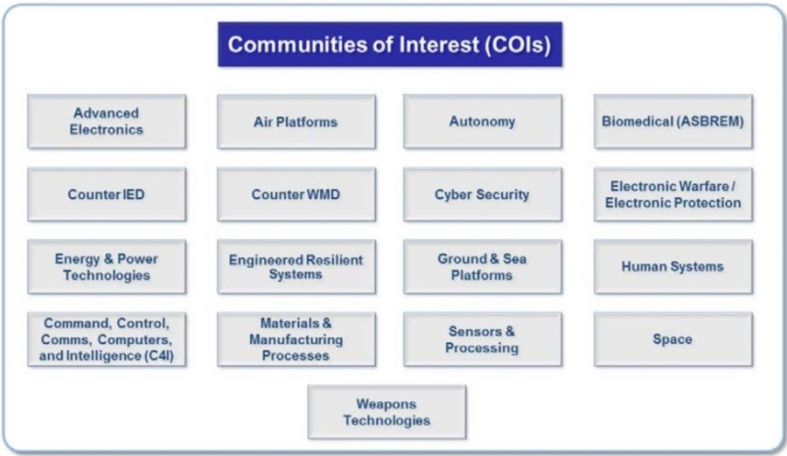 Communities of Interest (COIs)
Advanced
Electronics
Air Platforms
Autonomy
Biomedical (ASBREM)
Counter IED
Counter WMD
Cyber Security
Electronic Warfare /
Electronic Protection
Energy & Power
Technologies
Engineered Resilient
Systems
Ground & Sea
Platforms
Human Systems
Command, Control,
Comms, Computers,
and Intelligence (C4I)
Materials &
Manufacturing
Processes
Sensors &
Processing
Space
Weapons
Technologies